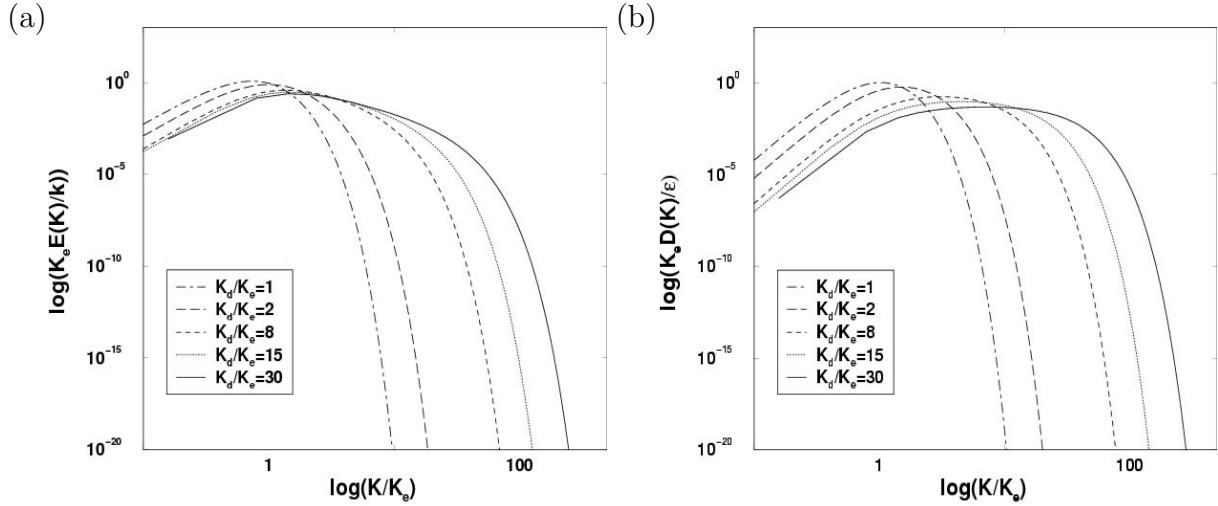 (a)
10^0
10^-5
10^-10
10^-15
10^-20
log(K_eE(K)/k))
K_d/K_e=1
K_d/K_e=2
K_d/K_e=8
K_d/K_e=15
K_d/K_e=30
1
100
log(K/K_e)
(b)
10^0
10^-5
10^-10
10^-15
10^-20
log(K_eD(K)/ε)
K_d/K_e=1
K_d/K_e=2
K_d/K_e=8
K_d/K_e=15
K_d/K_e=30
1
100
log(K/K_e)